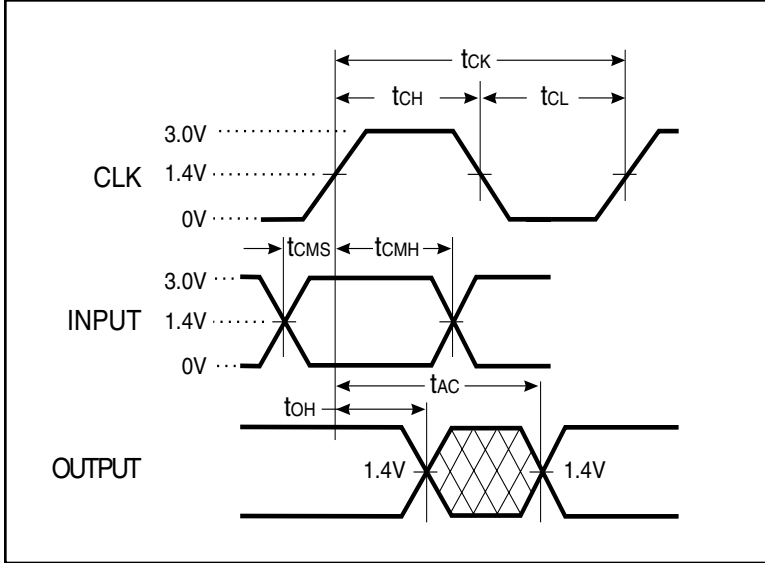 tCK
tCH tCL
3.0V
CLK 1.4V
0V
tCMS tCMH
3.0V
INPUT 1.4V
0V
tAC
tOH
OUTPUT 1.4V 1.4V